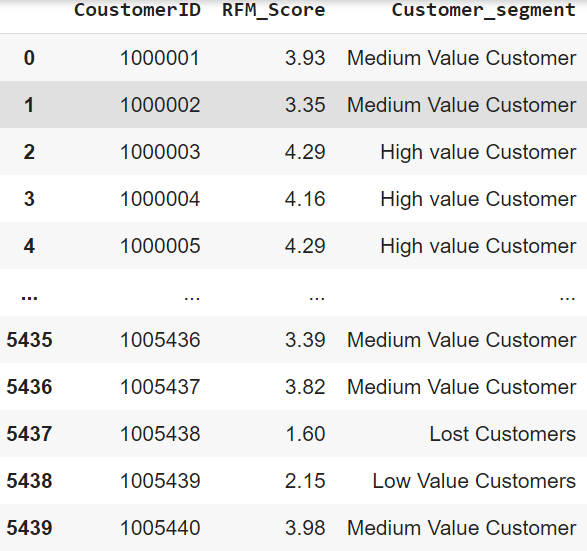 CoustomerID RFM_Score Customer_segment
0 1000001 3.93 Medium Value Customer
1 1000002 3.35 Medium Value Customer
2 1000003 4.29 High value Customer
3 1000004 4.16 High value Customer
4 1000005 4.29 High value Customer
... ... ... ...
5435 1005436 3.39 Medium Value Customer
5436 1005437 3.82 Medium Value Customer
5437 1005438 1.60 Lost Customers
5438 1005439 2.15 Low Value Customers
5439 1005440 3.98 Medium Value Customer